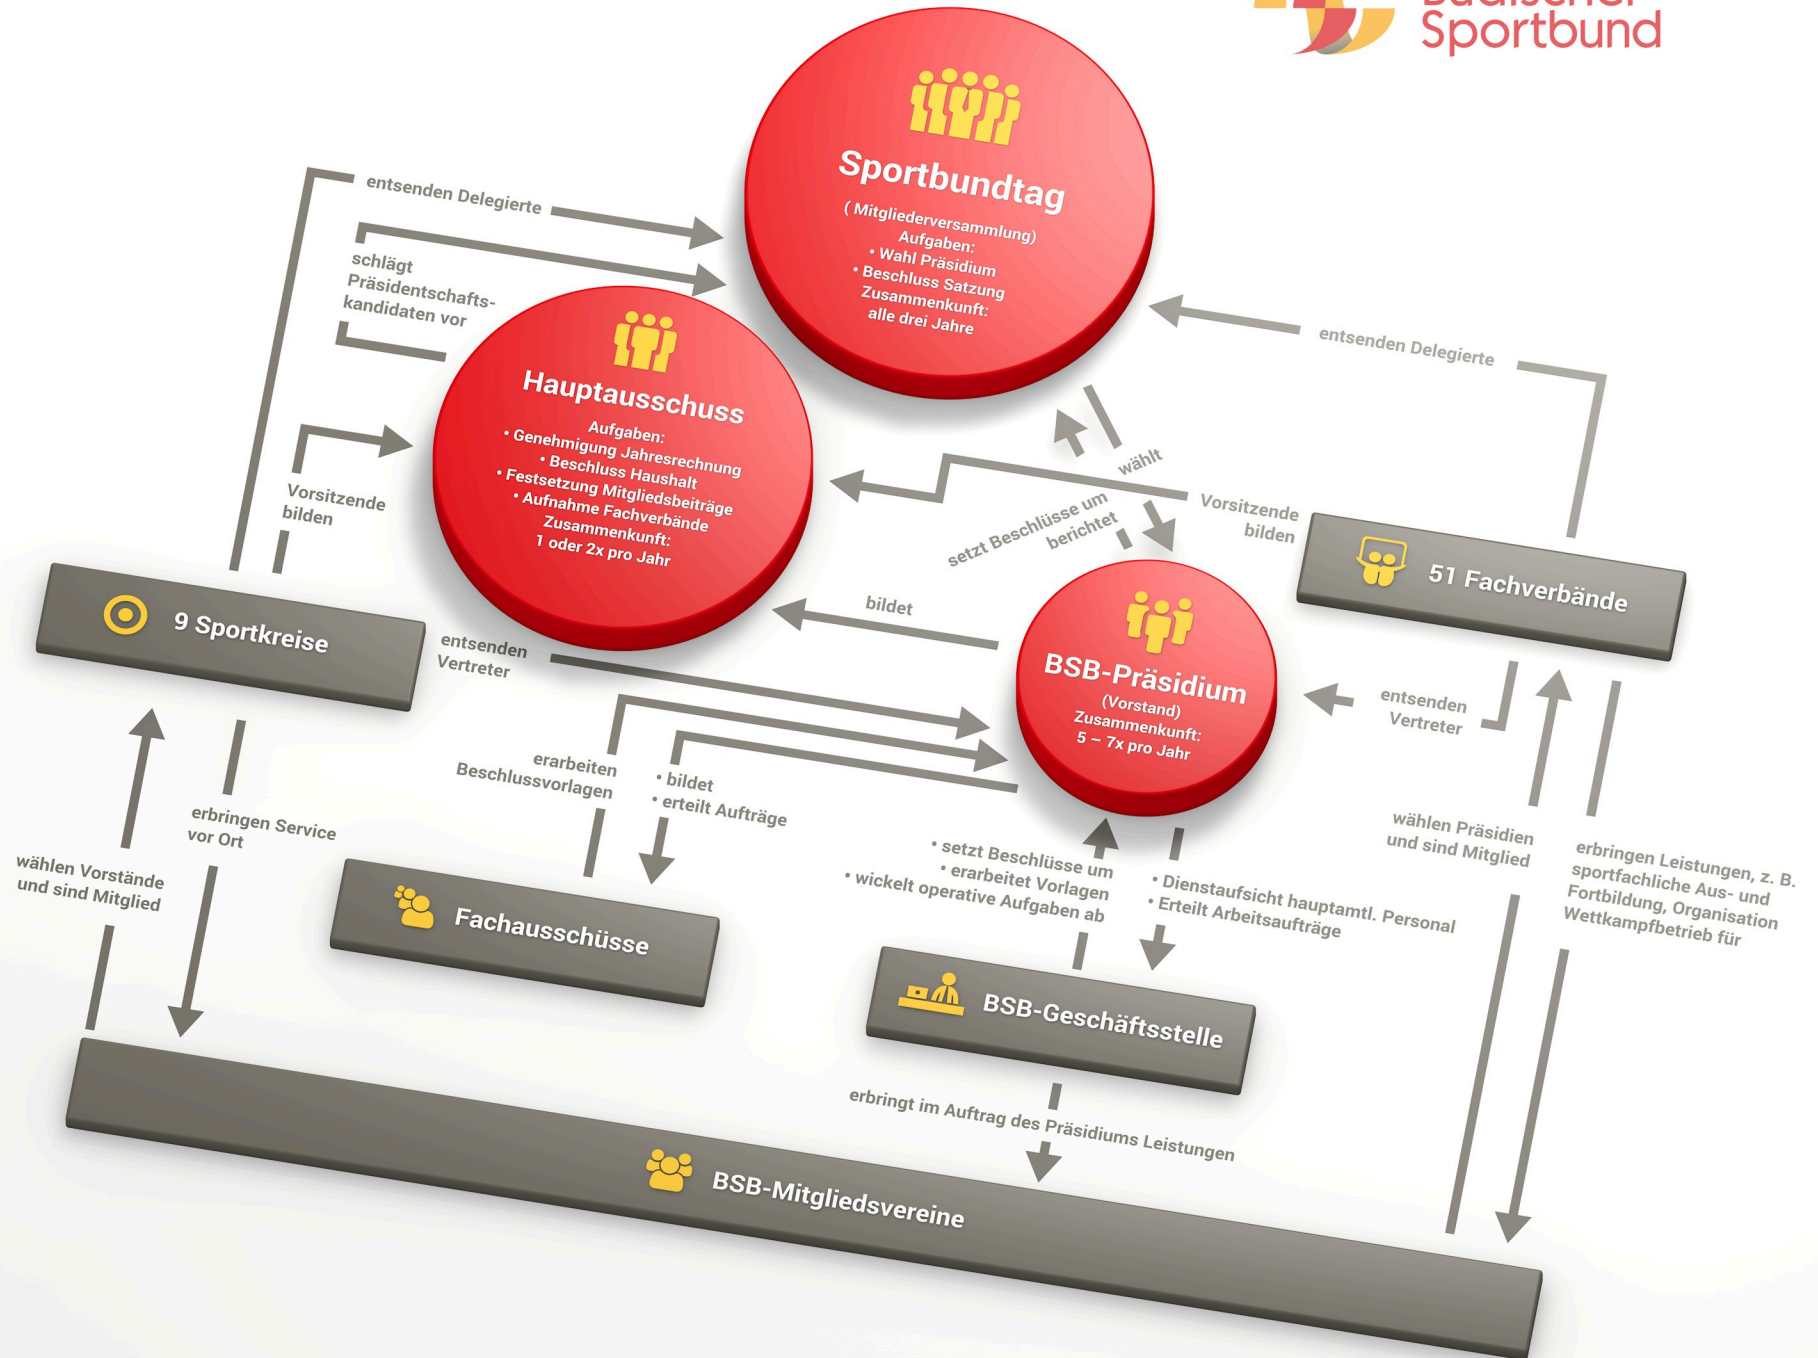 Badischer
Sportbund
Sportbundtag
( Mitgliederversammlung)
Aufgaben:
• Wahl Präsidium
• Beschluss Satzung
Zusammenkunft:
alle drei Jahre
entsenden Delegierte
schlägt
Präsidentschafts-
kandidaten vor
Hauptausschuss
Aufgaben:
• Genehmigung Jahresrechnung
• Beschluss Haushalt
• Festsetzung Mitgliedsbeiträge
• Aufnahme Fachverbände
Zusammenkunft:
1 oder 2x pro Jahr
entsenden Delegierte
wählt
setzt Beschlüsse um
berichtet
Vorsitzende
bilden
Vorsitzende
bilden
51 Fachverbände
9 Sportkreise
bildet
entsenden
Vertreter
BSB-Präsidium
(Vorstand)
Zusammenkunft:
5 – 7x pro Jahr
entsenden
Vertreter
erarbeiten
Beschlussvorlagen
• bildet
• erteilt Aufträge
erbringen Service
vor Ort
wählen Vorstände
und sind Mitglied
Fachausschüsse
• setzt Beschlüsse um
• erarbeitet Vorlagen
• wickelt operative Aufgaben ab
• Dienstaufsicht hauptamtl. Personal
• Erteilt Arbeitsaufträge
wählen Präsidien
und sind Mitglied
erbringen Leistungen, z. B.
sportfachliche Aus- und
Fortbildung, Organisation
Wettkampfbetrieb für
BSB-Geschäftsstelle
erbringt im Auftrag des Präsidiums Leistungen
BSB-Mitgliedsvereine